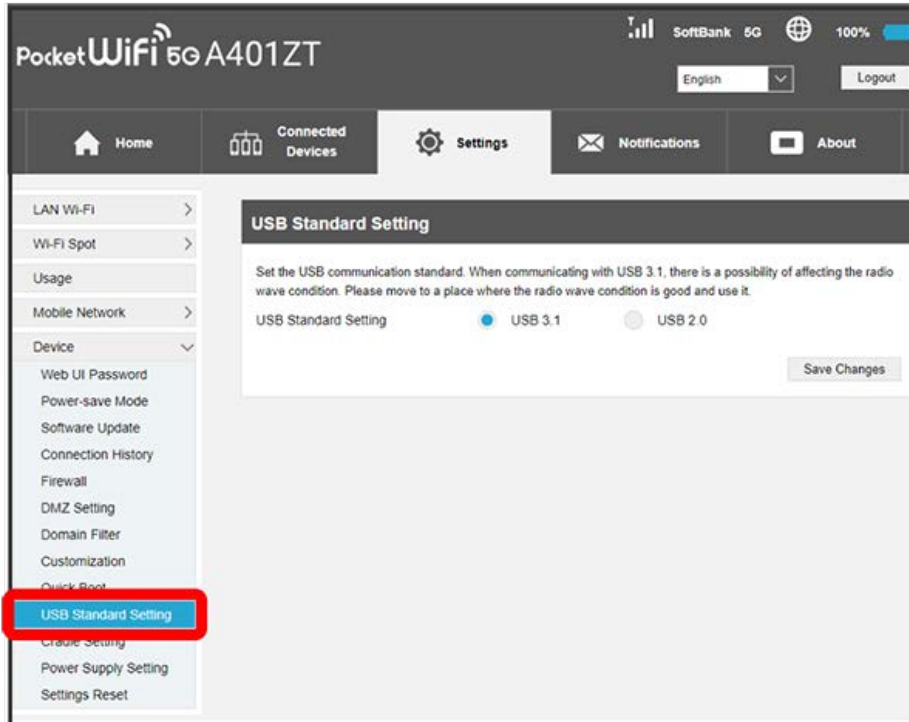 SoftBank 5G 100%
Pocket WiFi 5G A401ZT
English Logout
Home Connected Devices Settings Notifications About
LAN Wi-Fi
Wi-Fi Spot
Usage
Mobile Network
Device
Web UI Password
Power-save Mode
Software Update
Connection History
Firewall
DMZ Setting
Domain Filter
Customization
Quick Boot
USB Standard Setting
Cradle Setting
Power Supply Setting
Settings Reset
USB Standard Setting
Set the USB communication standard. When communicating with USB 3.1, there is a possibility of affecting the radio
wave condition. Please move to a place where the radio wave condition is good and use it.
USB Standard Setting USB 3.1 USB 2.0
Save Changes